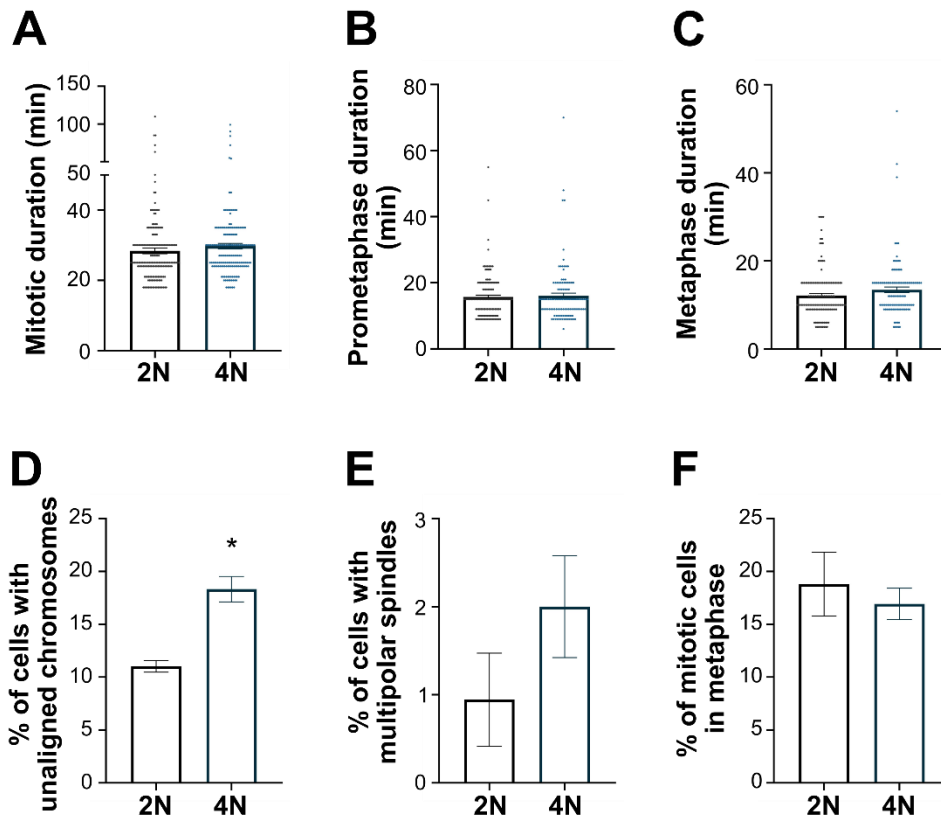 A
Mitotic duration (min)
150
100
50
40
30
20
10
0
2N
4N
B
Prometaphase duration
(min)
80
60
40
20
0
2N
4N
C
Metaphase duration
(min)
60
40
20
0
2N
4N
D
% of cells with
unaligned chromosomes
25
20
15
10
5
0
*
2N
4N
E
% of cells with
multipolar spindles
3
2
1
0
2N
4N
F
% of mitotic cells
in metaphase
25
20
15
10
5
0
2N
4N